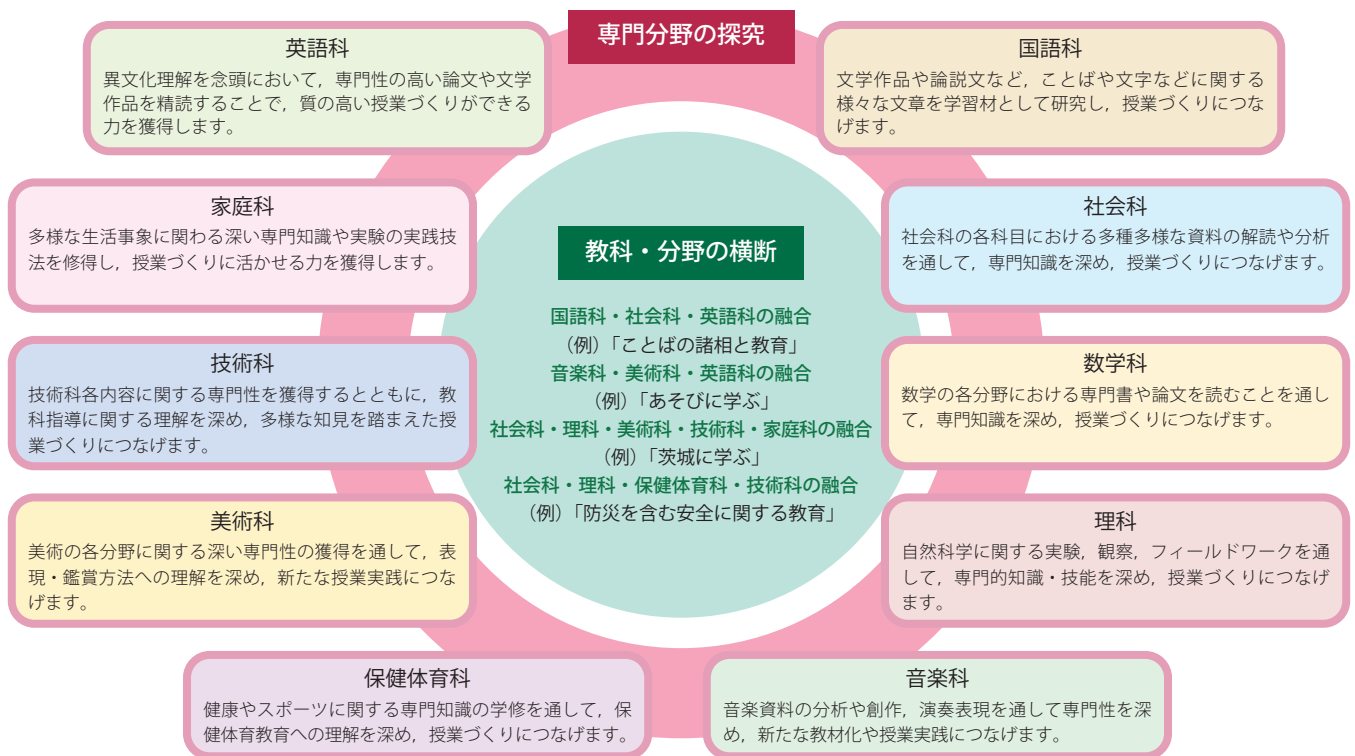 専門分野の探究
英語科
異文化理解を念頭において，専門性の高い論文や文学
作品を精読することで，質の高い授業づくりができる
力を獲得します。
国語科
文学作品や論説文など，ことばや文字などに関する
様々な文章を学習材として研究し，授業づくりにつな
げます。
家庭科
多様な生活事象に関わる深い専門知識や実験の実践技
法を修得し，授業づくりに活かせる力を獲得します。
社会科
社会科の各科目における多種多様な資料の解読や分析
を通して，専門知識を深め，授業づくりにつなげます。
技術科
技術科各内容に関する専門性を獲得するとともに，教
科指導に関する理解を深め，多様な知見を踏まえた授
業づくりにつなげます。
数学科
数学の各分野における専門書や論文を読むことを通し
て，専門知識を深め，授業づくりにつなげます。
美術科
美術の各分野に関する深い専門性の獲得を通して，表
現・鑑賞方法への理解を深め，新たな授業実践につな
げます。
理科
自然科学に関する実験，観察，フィールドワークを通
して，専門的知識・技能を深め，授業づくりにつなげ
ます。
保健体育科
健康やスポーツに関する専門知識の学修を通して，保
健体育教育への理解を深め，授業づくりにつなげます。
音楽科
音楽資料の分析や創作，演奏表現を通して専門性を深
め，新たな教材化や授業実践につなげます。
教科・分野の横断
国語科・社会科・英語科の融合
（例）「ことばの諸相と教育」
音楽科・美術科・英語科の融合
（例）「あそびに学ぶ」
社会科・理科・美術科・技術科・家庭科の融合
（例）「茨城に学ぶ」
社会科・理科・保健体育科・技術科の融合
（例）「防災を含む安全に関する教育」